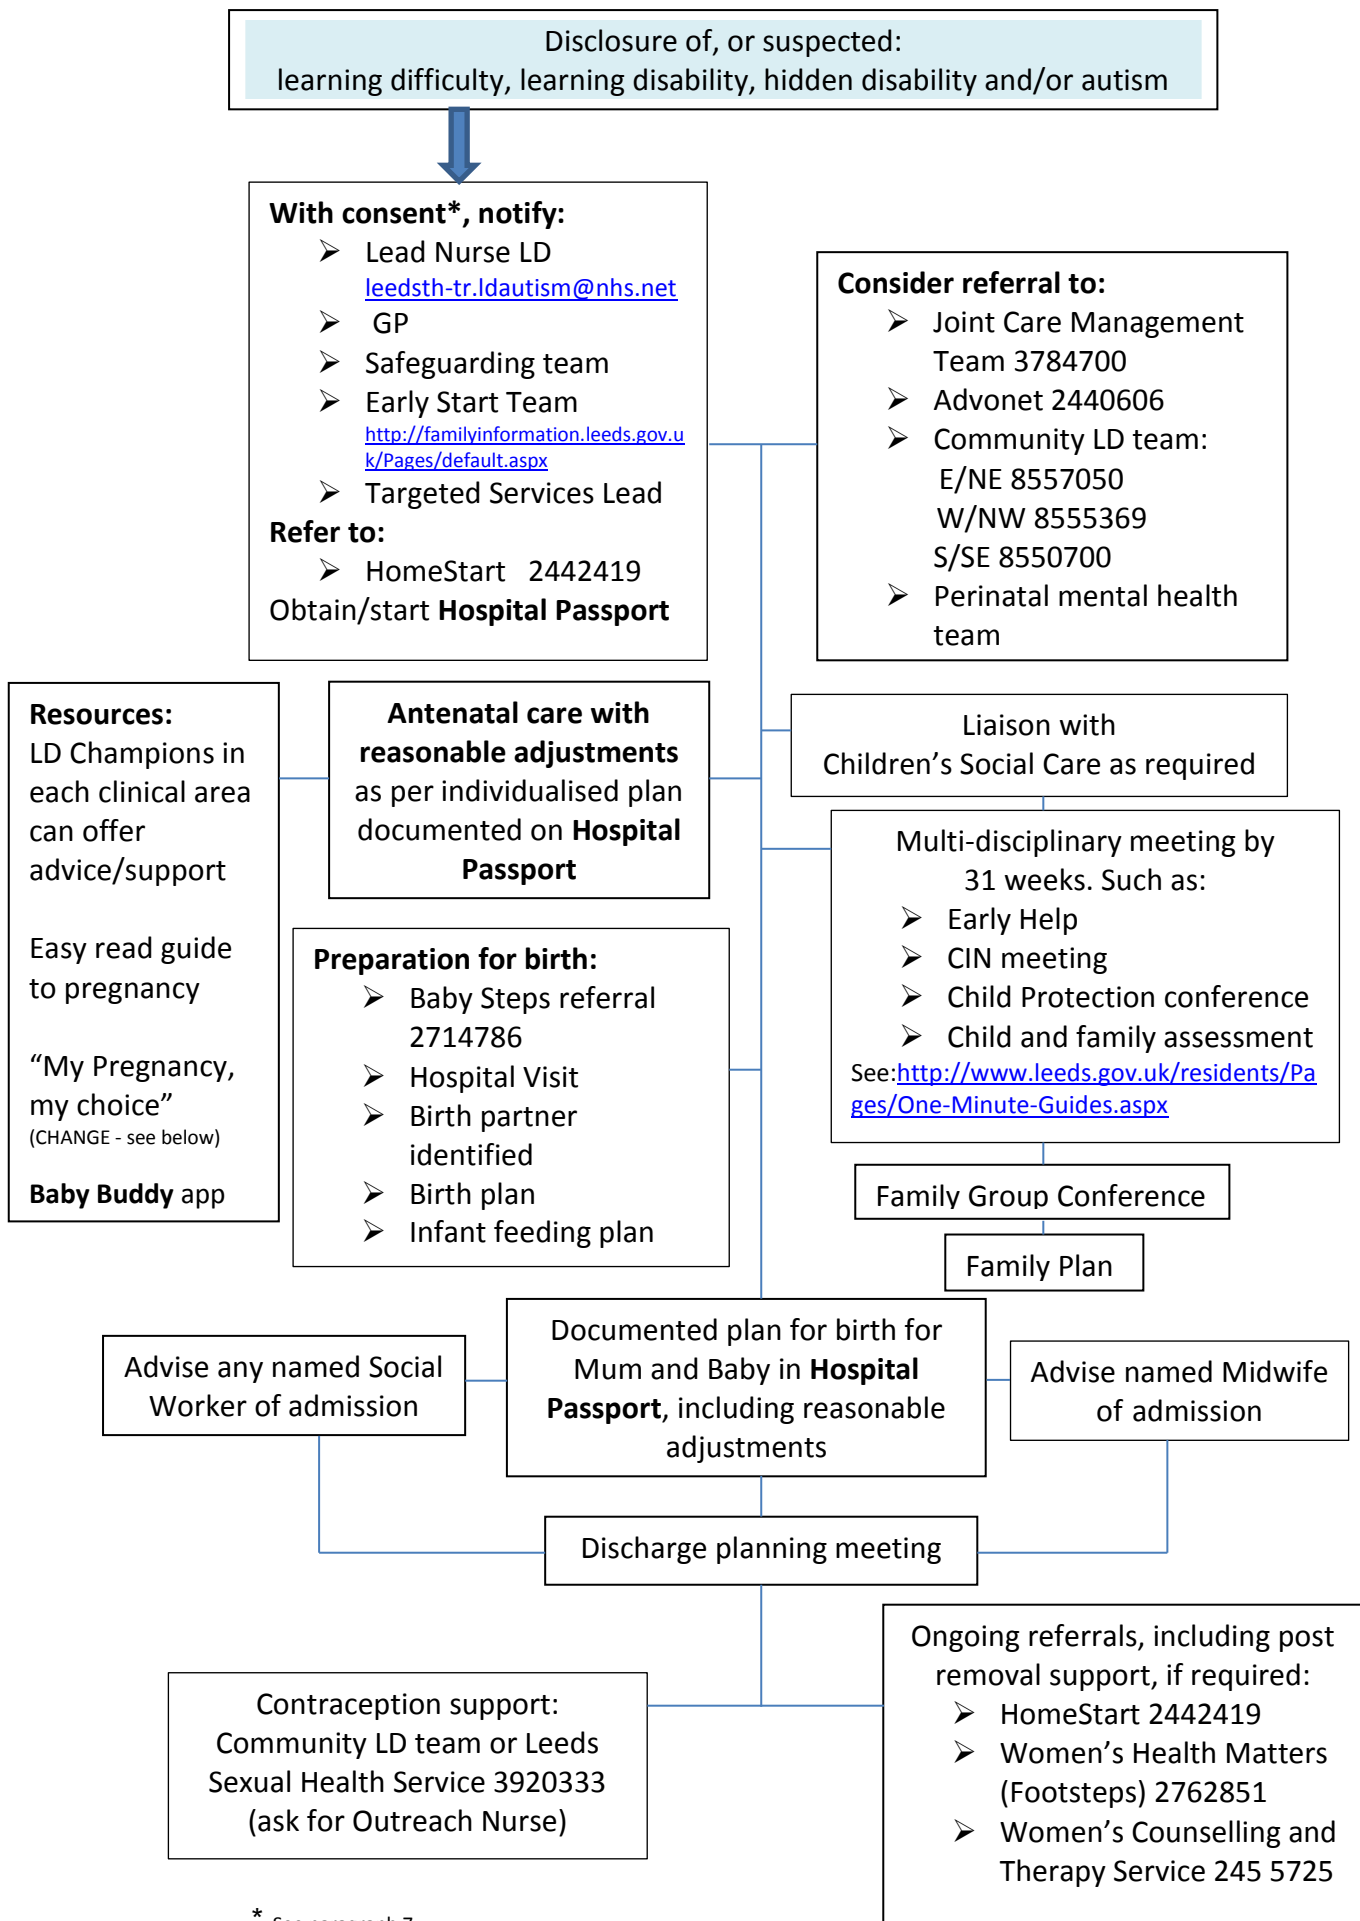 Disclosure of, or suspected:
learning difficulty, learning disability, hidden disability and/or autism
With consent*, notify:
➢ Lead Nurse LD
leedsth-tr.ldautism@nhs.net
➢ GP
➢ Safeguarding team
➢ Early Start Team
http://familyinformation.leeds.gov.u
k/Pages/default.aspx
➢ Targeted Services Lead
Refer to:
➢ HomeStart 2442419
Obtain/start Hospital Passport
Consider referral to:
➢ Joint Care Management
Team 3784700
➢ Advonet 2440606
➢ Community LD team:
E/NE 8557050
W/NW 8555369
S/SE 8550700
➢ Perinatal mental health
team
Resources:
LD Champions in
each clinical area
can offer
advice/support
Easy read guide
to pregnancy
“My Pregnancy,
my choice”
(CHANGE - see below)
Baby Buddy app
Antenatal care with
reasonable adjustments
as per individualised plan
documented on Hospital
Passport
Liaison with
Children’s Social Care as required
Multi-disciplinary meeting by
31 weeks. Such as:
➢ Early Help
➢ CIN meeting
➢ Child Protection conference
➢ Child and family assessment
See:http://www.leeds.gov.uk/residents/Pa
ges/One-Minute-Guides.aspx
Preparation for birth:
➢ Baby Steps referral
2714786
➢ Hospital Visit
➢ Birth partner
identified
➢ Birth plan
➢ Infant feeding plan
Family Group Conference
Family Plan
Advise any named Social
Worker of admission
Documented plan for birth for
Mum and Baby in Hospital
Passport, including reasonable
adjustments
Advise named Midwife
of admission
Discharge planning meeting
Contraception support:
Community LD team or Leeds
Sexual Health Service 3920333
(ask for Outreach Nurse)
Ongoing referrals, including post
removal support, if required:
➢ HomeStart 2442419
➢ Women’s Health Matters
(Footsteps) 2762851
➢ Women’s Counselling and
Therapy Service 245 5725
* See paragraph 7